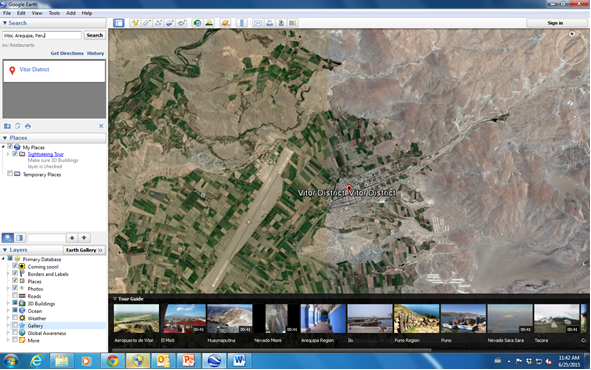 Google Earth
File Edit View Tools Add Help
Search
Vitor, Arequipa, Peru
Search
ex: Restaurants
Get Directions History
Vitor District
Places
My Places
Sightseeing Tour
Make sure 3D Buildings
layer is checked
Temporary Places
Layers
Earth Gallery >>
Primary Database
Coming soon!
Borders and Labels
Places
Photos
Roads
3D Buildings
Ocean
Weather
Gallery
Global Awareness
More
Sign in
Vitor District Vitor District
Tour Guide
00:41 00:41 00:41 00:41
Aeropuerto de Vitor El Misti Huaynaputina Nevado Miami Arequipa Region Ilo Puno Region Puno Nevado Sara Sara Tacora
11:42 AM
6/25/2015